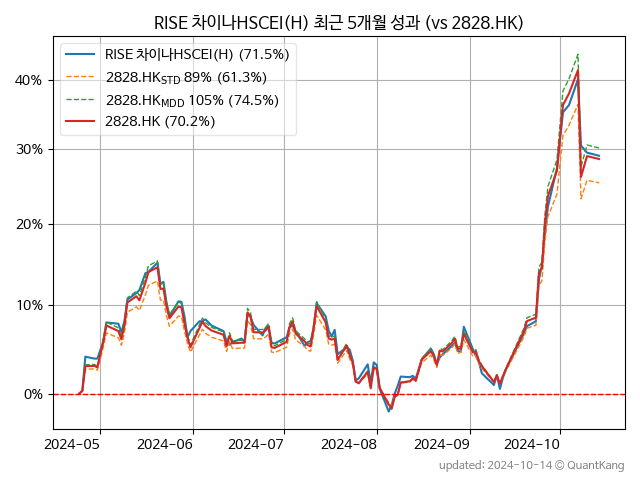 RISE 차이나HSCEI(H) 최근 5개월 성과 (vs 2828.HK)
RISE 차이나HSCEI(H) (71.5%)
2828.HKSTD 89% (61.3%)
2828.HKMDD 105% (74.5%)
2828.HK (70.2%)
40%
30%
20%
10%
0%
2024-05 2024-06 2024-07 2024-08 2024-09 2024-10
updated: 2024-10-14 © QuantKang